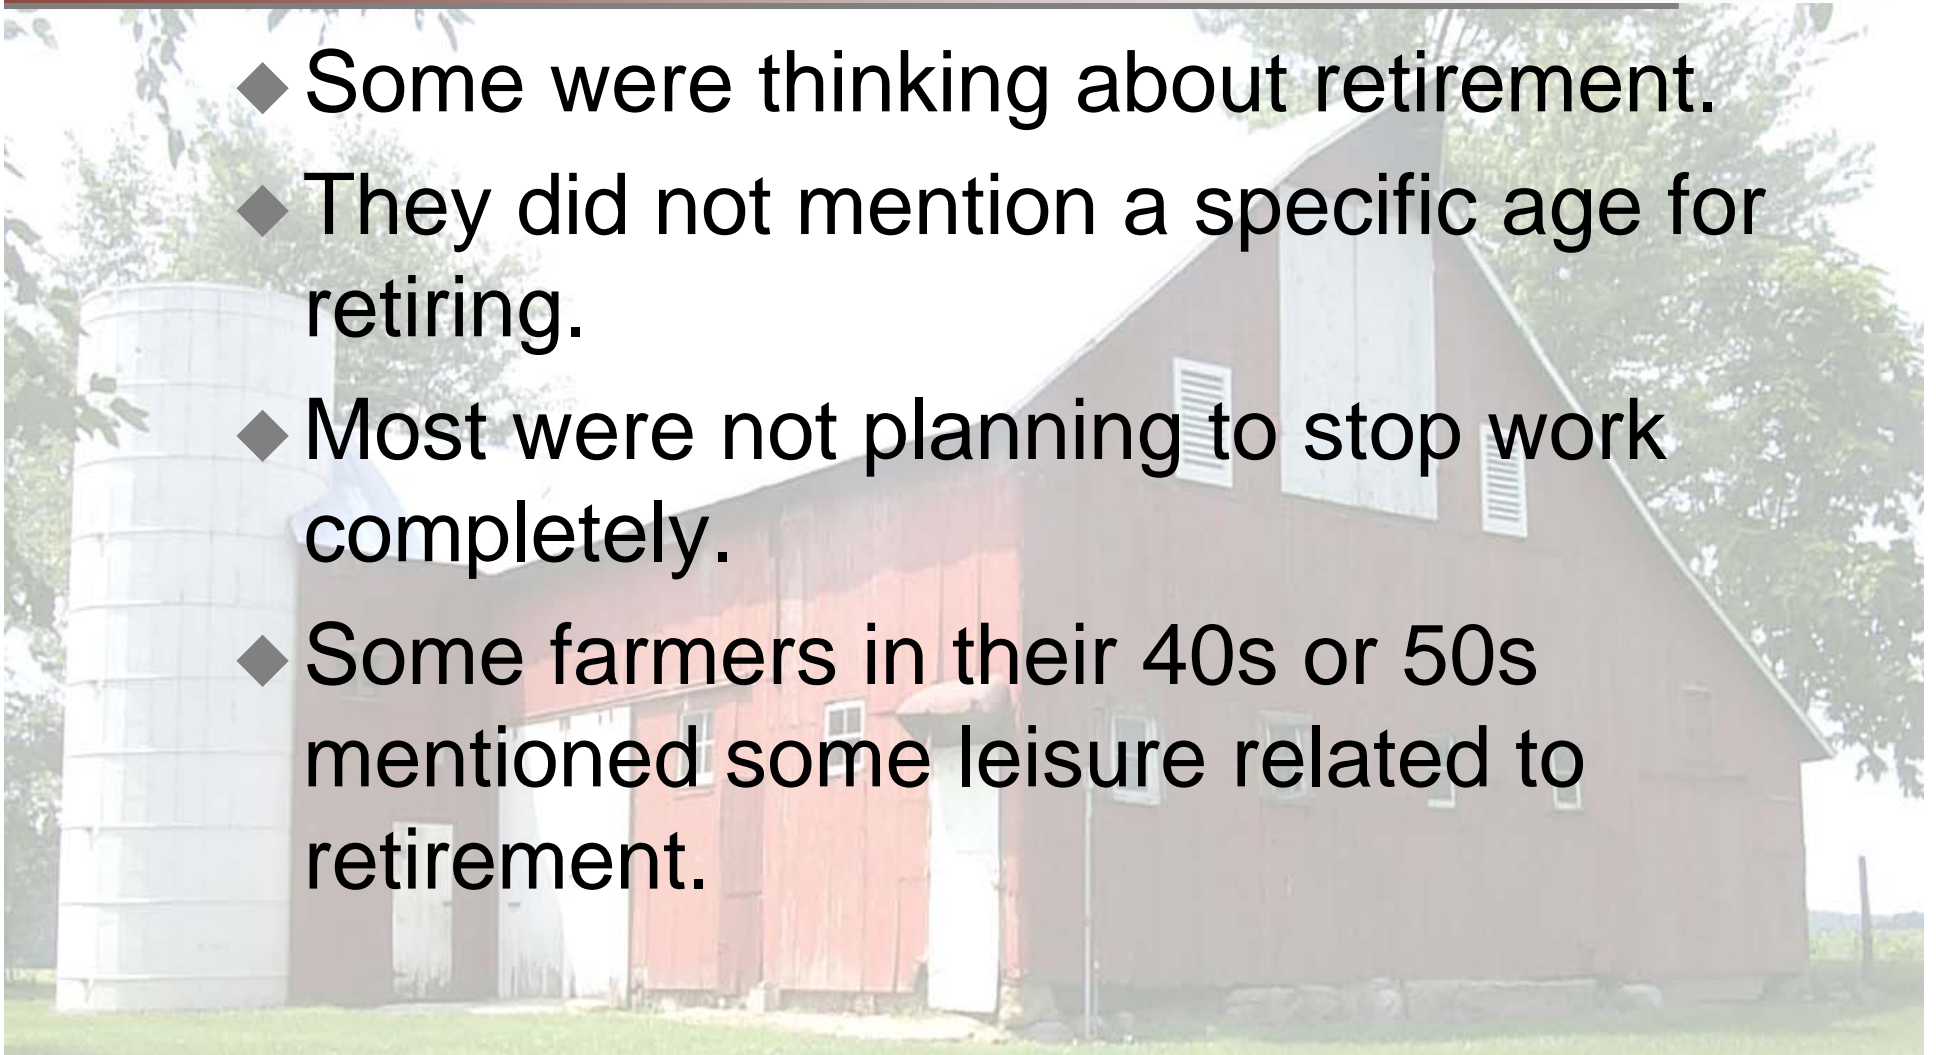 Some were thinking about retirement.
They did not mention a specific age for
retiring.
Most were not planning to stop work
completely.
Some farmers in their 40s or 50s
mentioned some leisure related to
retirement.